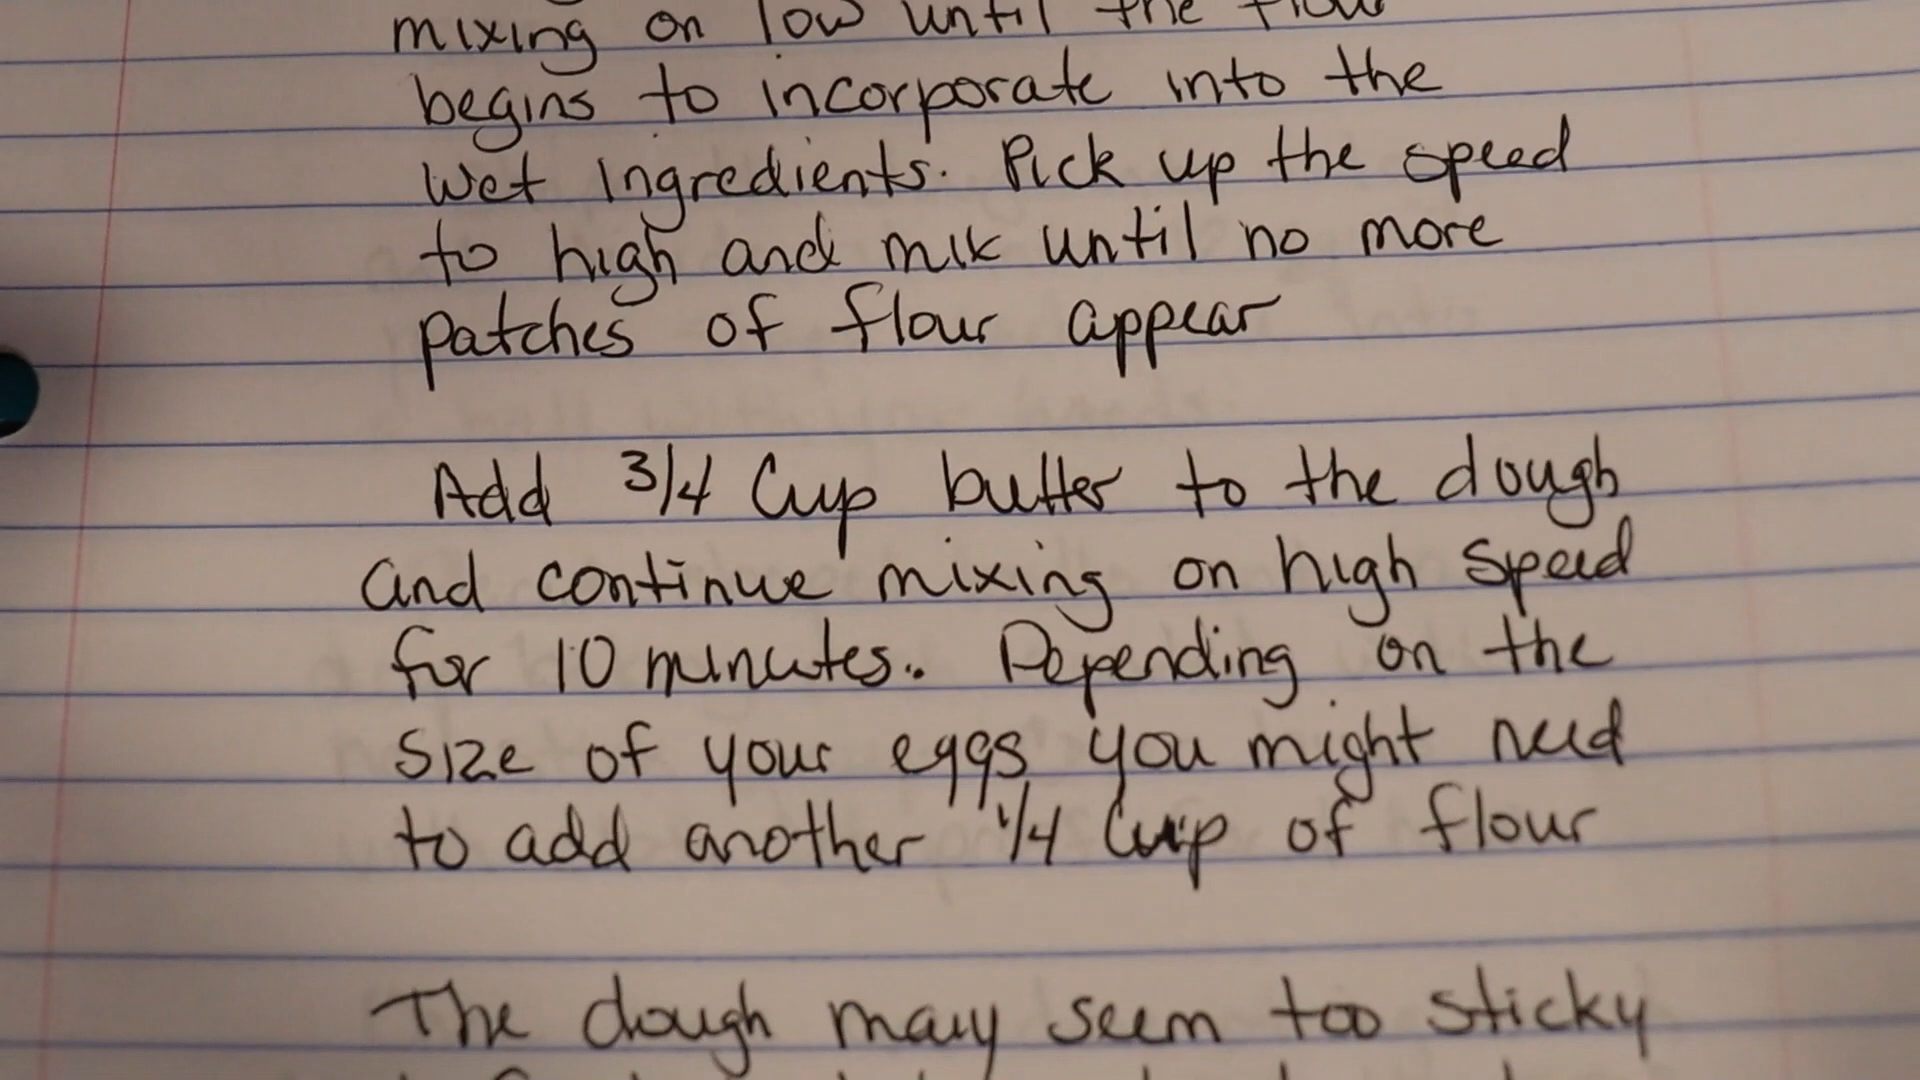 mixing on low until the flour
begins to incorporate into the
wet ingredients. Pick up the speed
to high and mix until no more
patches of flour appear
Add 3/4 Cup butter to the dough
and continue mixing on high speed
for 10 minutes.. Depending on the
size of your eggs, you might need
to add another 1/4 Cup of flour
The dough may seem too sticky